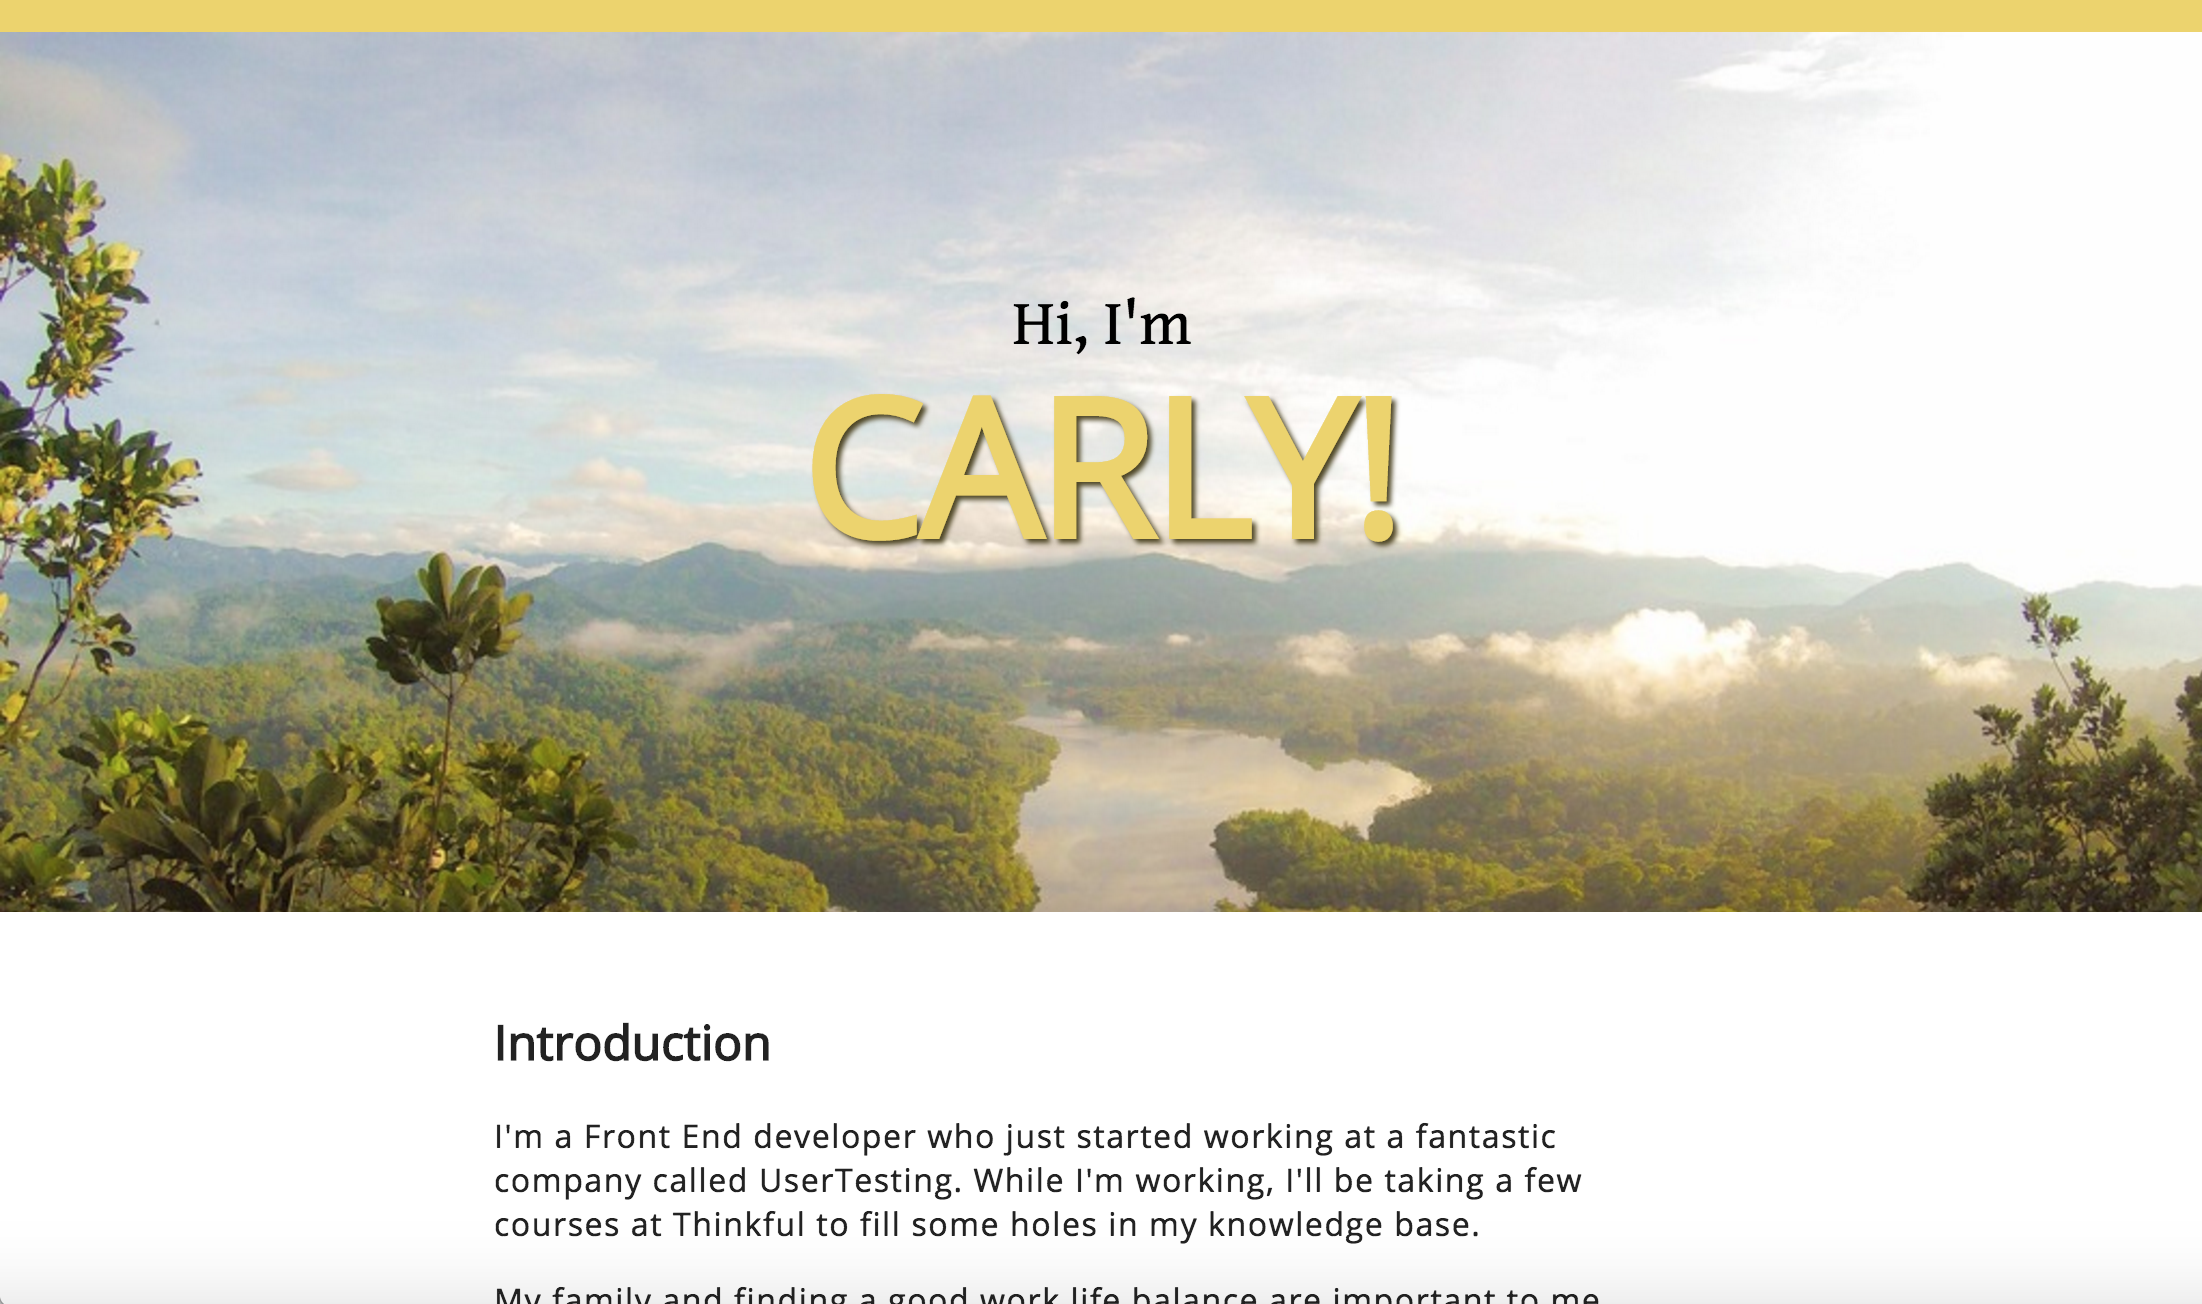 Hi, I'm
CARLY!
Introduction
I'm a Front End developer who just started working at a fantastic
company called UserTesting. While I'm working, I'll be taking a few
courses at Thinkful to fill some holes in my knowledge base.
My family and finding a good work life balance are important to me